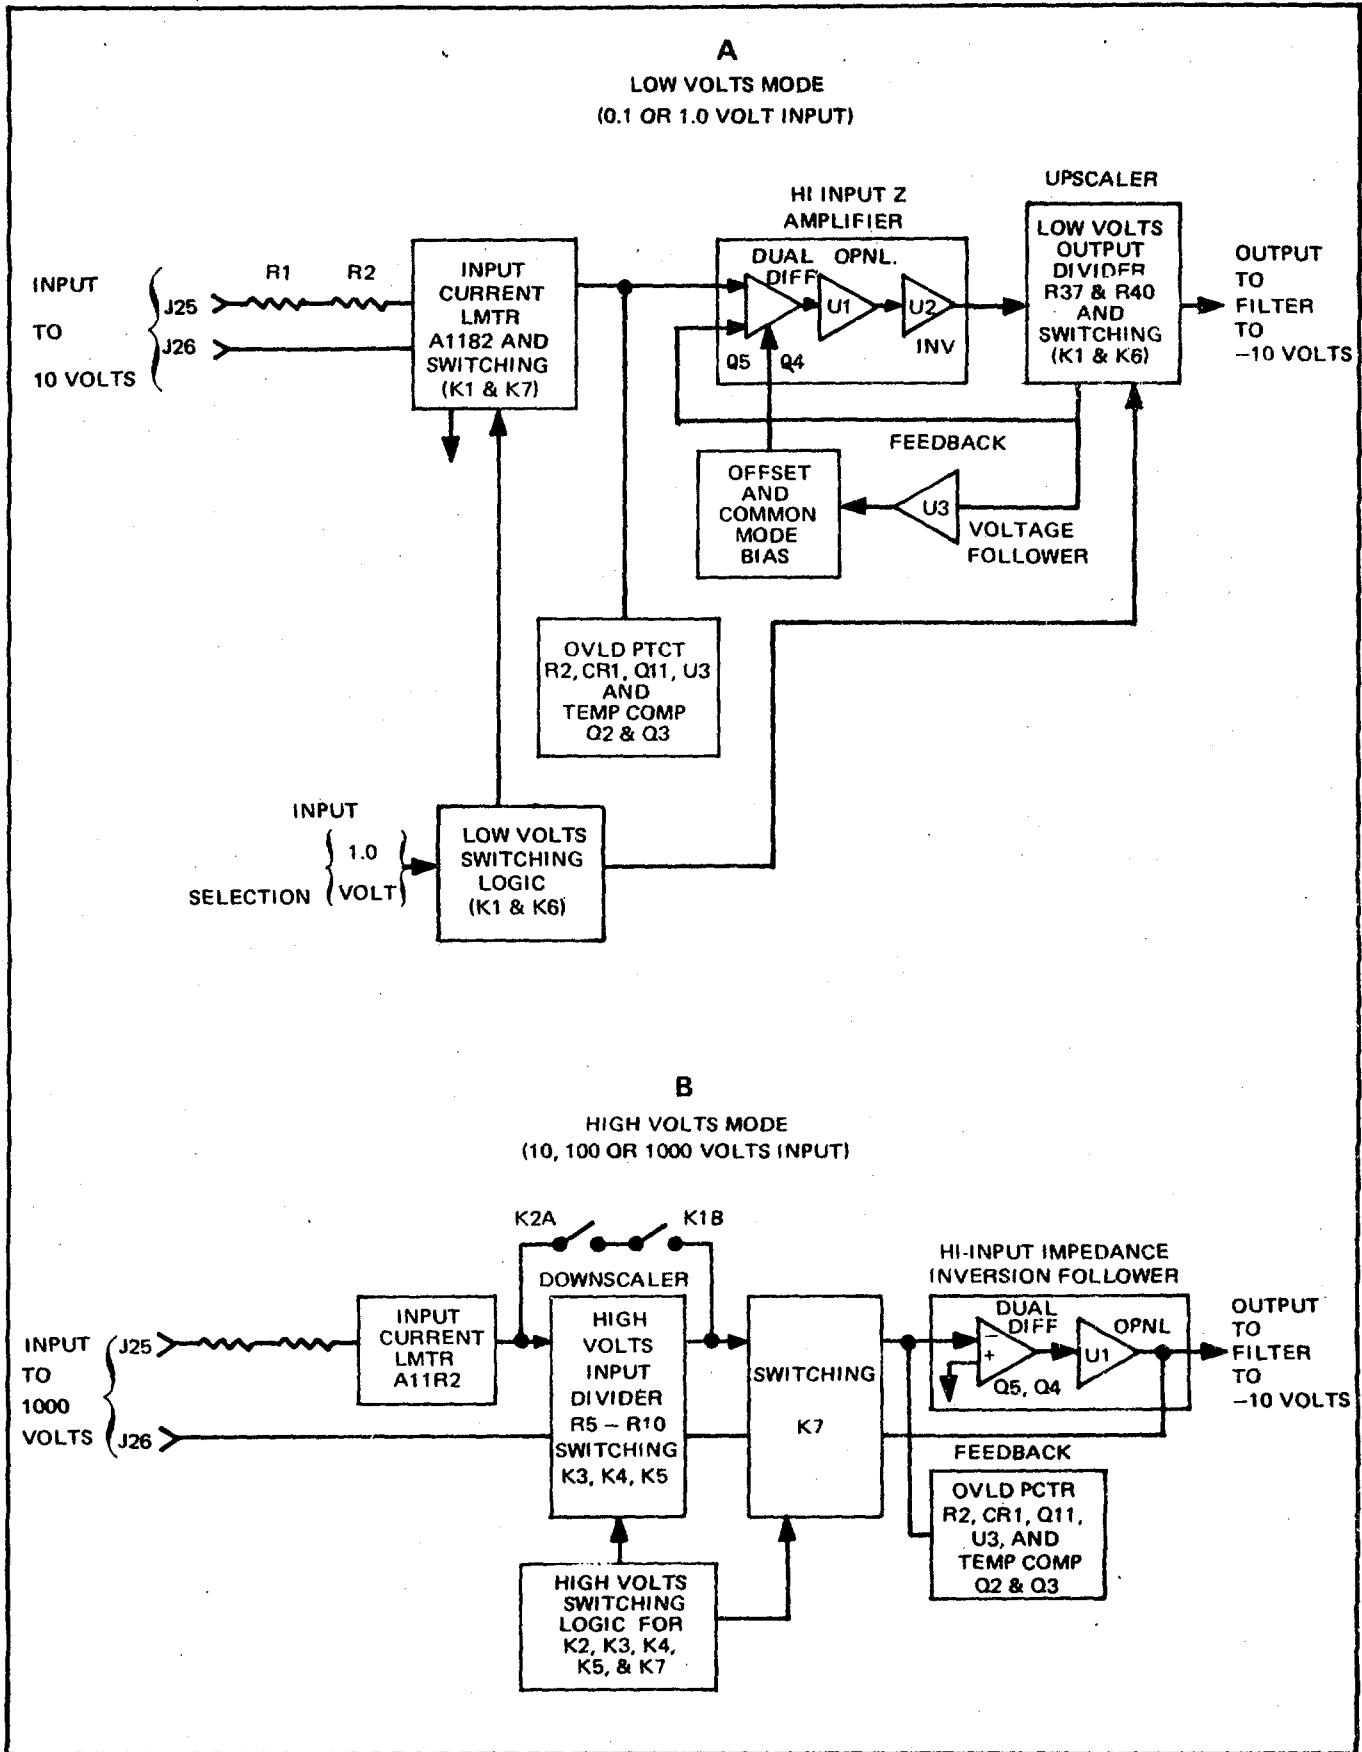 A
LOW VOLTS MODE
(0.1 OR 1.0 VOLT INPUT)
INPUT
TO
10 VOLTS
J25
J26
R1
R2
INPUT
CURRENT
LMTR
A1182 AND
SWITCHING
(K1 & K7)
HI INPUT Z
AMPLIFIER
DUAL
DIFF
OPNL.
U1
U2
INV
Q5
Q4
UPSCALER
LOW VOLTS
OUTPUT
DIVIDER
R37 & R40
AND
SWITCHING
(K1 & K6)
OUTPUT
TO
FILTER
TO
–10 VOLTS
FEEDBACK
OFFSET
AND
COMMON
MODE
BIAS
U3
VOLTAGE
FOLLOWER
OVLD PTCT
R2, CR1, Q11, U3
AND
TEMP COMP
Q2 & Q3
INPUT
SELECTION
1.0
VOLT
LOW VOLTS
SWITCHING
LOGIC
(K1 & K6)
B
HIGH VOLTS MODE
(10, 100 OR 1000 VOLTS INPUT)
K2A
K1B
DOWNSCALER
INPUT
TO
1000
VOLTS
J25
J26
INPUT
CURRENT
LMTR
A11R2
HIGH
VOLTS
INPUT
DIVIDER
R5 – R10
SWITCHING
K3, K4, K5
SWITCHING
K7
HI-INPUT IMPEDANCE
INVERSION FOLLOWER
DUAL
DIFF
OPNL
–
+
U1
Q5, Q4
OUTPUT
TO
FILTER
TO
–10 VOLTS
FEEDBACK
OVLD PCTR
R2, CR1, Q11,
U3, AND
TEMP COMP
Q2 & Q3
HIGH VOLTS
SWITCHING
LOGIC FOR
K2, K3, K4,
K5, & K7